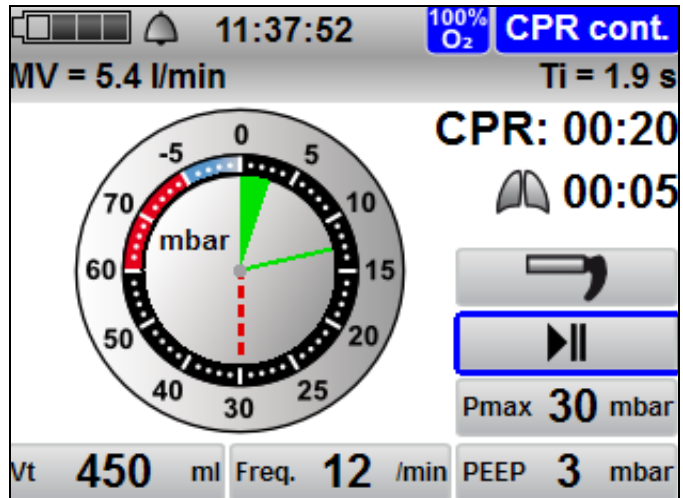 11:37:52
100%
O₂
CPR cont.
MV = 5.4 l/min
Ti = 1.9 s
CPR: 00:20
00:05
-5
0
5
10
15
20
25
30
40
50
60
70
mbar
Pmax 30 mbar
Vt 450 ml
Freq. 12 /min
PEEP 3 mbar